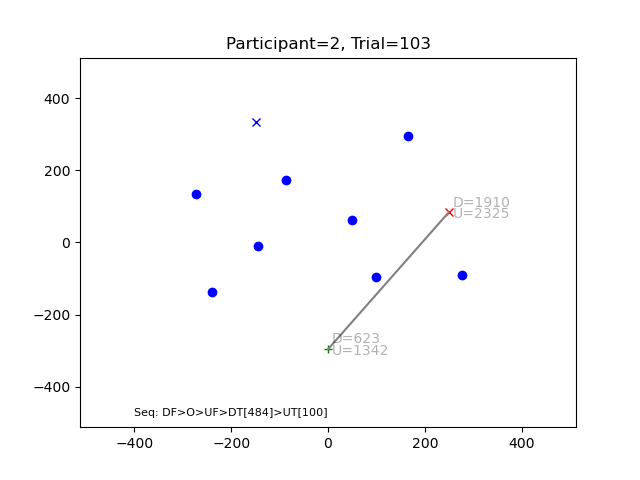 Participant=2, Trial=103
400
200
0
−200
−400
D=1910
U=2325
D=623
U=1342
Seq: DF>O>UF>DT[484]>UT[100]
−400 −200 0 200 400